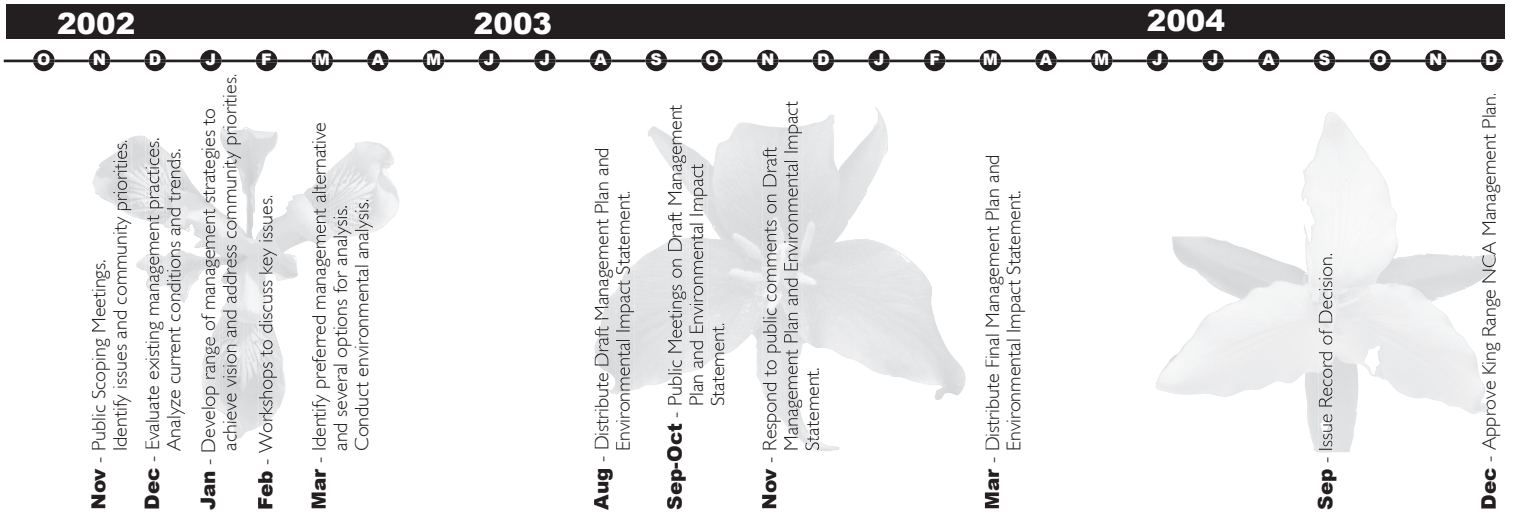 2002 2003 2004
O N D J F M A M J J A S O N D J F M A M J J A S O N D
Nov - Public Scoping Meetings.
Identify issues and community priorities.
Dec - Evaluate existing management practices.
Analyze current conditions and trends.
Jan - Develop range of management strategies to
achieve vision and address community priorities.
Feb - Workshops to discuss key issues.
Mar - Identify preferred management alternative
and several options for analysis.
Conduct environmental analysis.
Aug - Distribute Draft Management Plan and
Environmental Impact Statement.
Sep-Oct - Public Meetings on Draft Management
Plan and Environmental Impact
Statement.
Nov - Respond to public comments on Draft
Management Plan and Environmental Impact
Statement.
Mar - Distribute Final Management Plan and
Environmental Impact Statement.
Sep - Issue Record of Decision.
Dec - Approve King Range NCA Management Plan.